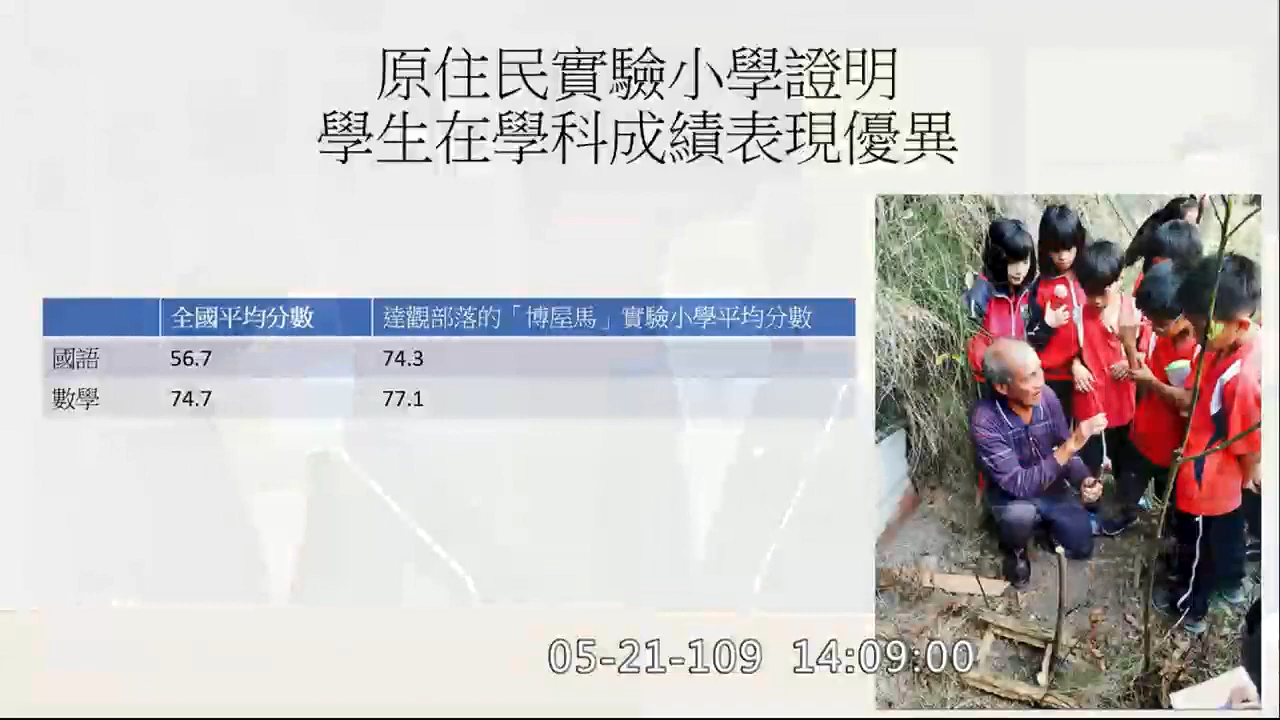 原住民實驗小學證明
學生在學科成績表現優異
全國平均分數 達觀部落的「博屋馬」實驗小學平均分數
國語 56.7 74.3
數學 74.7 77.1
05-21-109 14:09:00